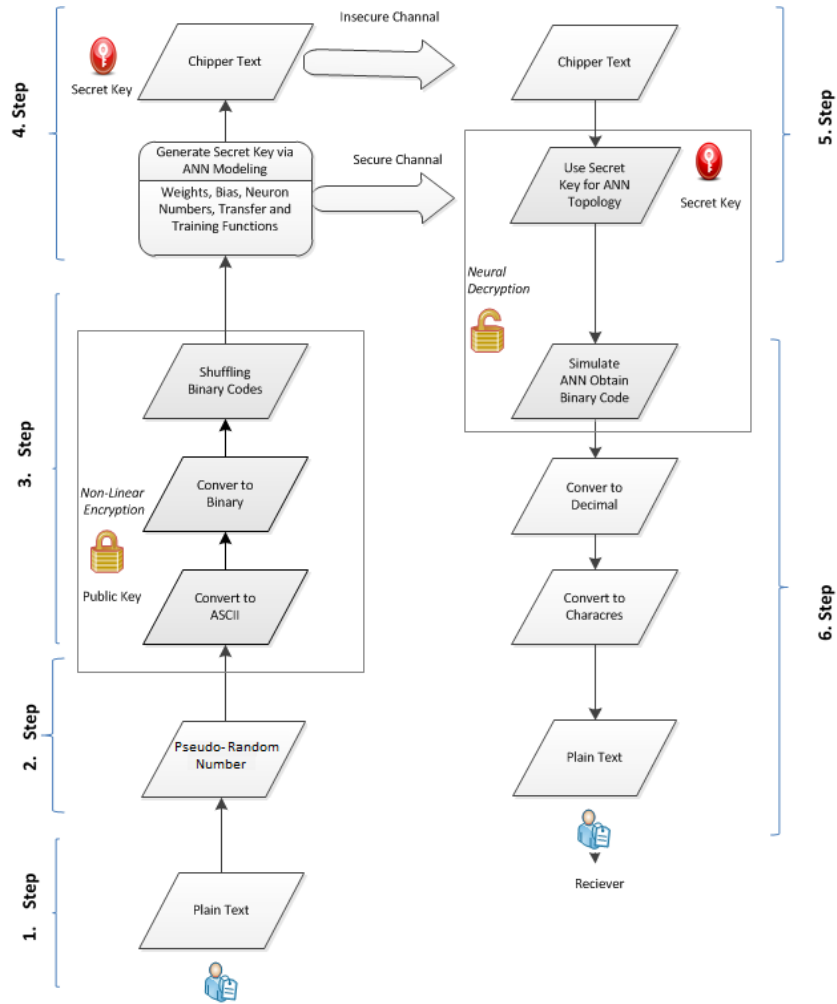 Insecure Channal
Chipper Text
Secret Key
4. Step
Generate Secret Key via
ANN Modeling
Weights, Bias, Neuron
Numbers, Transfer and
Training Functions
Secure Channel
Chipper Text
5. Step
Use Secret
Key for ANN
Topology
Secret Key
Neural
Decryption
Simulate
ANN Obtain
Binary Code
3. Step
Shuffling
Binary Codes
Conver to
Binary
Non-Linear
Encryption
Public Key
Convert to
ASCII
Conver to
Decimal
Convert to
Characres
6. Step
2. Step
Pseudo- Random
Number
Plain Text
Reciever
1. Step
Plain Text